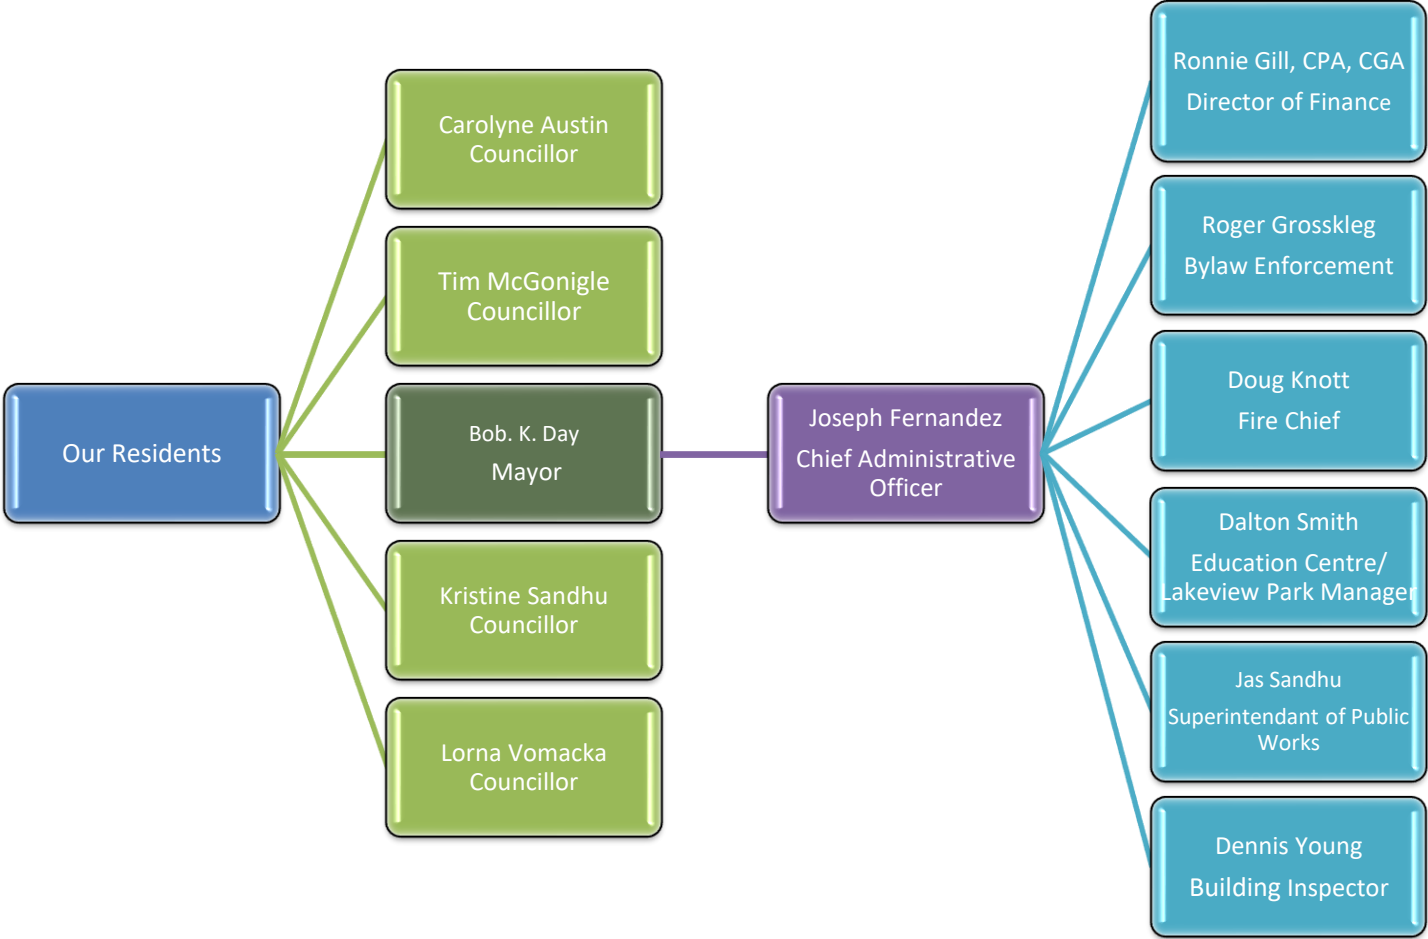 Our Residents
Carolyne Austin
Councillor
Tim McGonigle
Councillor
Bob. K. Day
Mayor
Kristine Sandhu
Councillor
Lorna Vomacka
Councillor
Joseph Fernandez
Chief Administrative
Officer
Ronnie Gill, CPA, CGA
Director of Finance
Roger Grosskleg
Bylaw Enforcement
Doug Knott
Fire Chief
Dalton Smith
Education Centre/
Lakeview Park Manager
Jas Sandhu
Superintendant of Public
Works
Dennis Young
Building Inspector